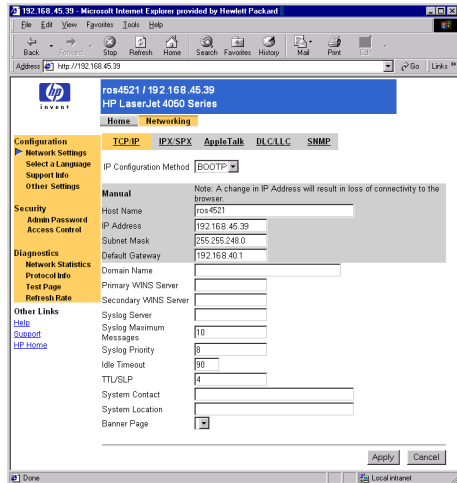 192.168.45.39 - Microsoft Internet Explorer provided by Hewlett Packard
File Edit View Favorites Tools Help
Back Forward Stop Refresh Home Search Favorites History Mail Print Edit
Address http://192.168.45.39 Go Links »
hp
invent
ros4521 / 192.168.45.39
HP LaserJet 4050 Series
Home Networking
Configuration
Network Settings
Select a Language
Support Info
Other Settings
Security
Admin Password
Access Control
Diagnostics
Network Statistics
Protocol Info
Test Page
Refresh Rate
Other Links
Help
Support
HP Home
TCP/IP IPX/SPX AppleTalk DLC/LLC SNMP
IP Configuration Method BOOTP
Manual
Note: A change in IP Address will result in loss of connectivity to the
browser.
Host Name ros4521
IP Address 192.168.45.39
Subnet Mask 255.255.248.0
Default Gateway 192.168.40.1
Domain Name
Primary WINS Server
Secondary WINS Server
Syslog Server
Syslog Maximum
Messages 10
Syslog Priority 8
Idle Timeout 90
TTL/SLP 4
System Contact
System Location
Banner Page
Apply Cancel
Done Local intranet